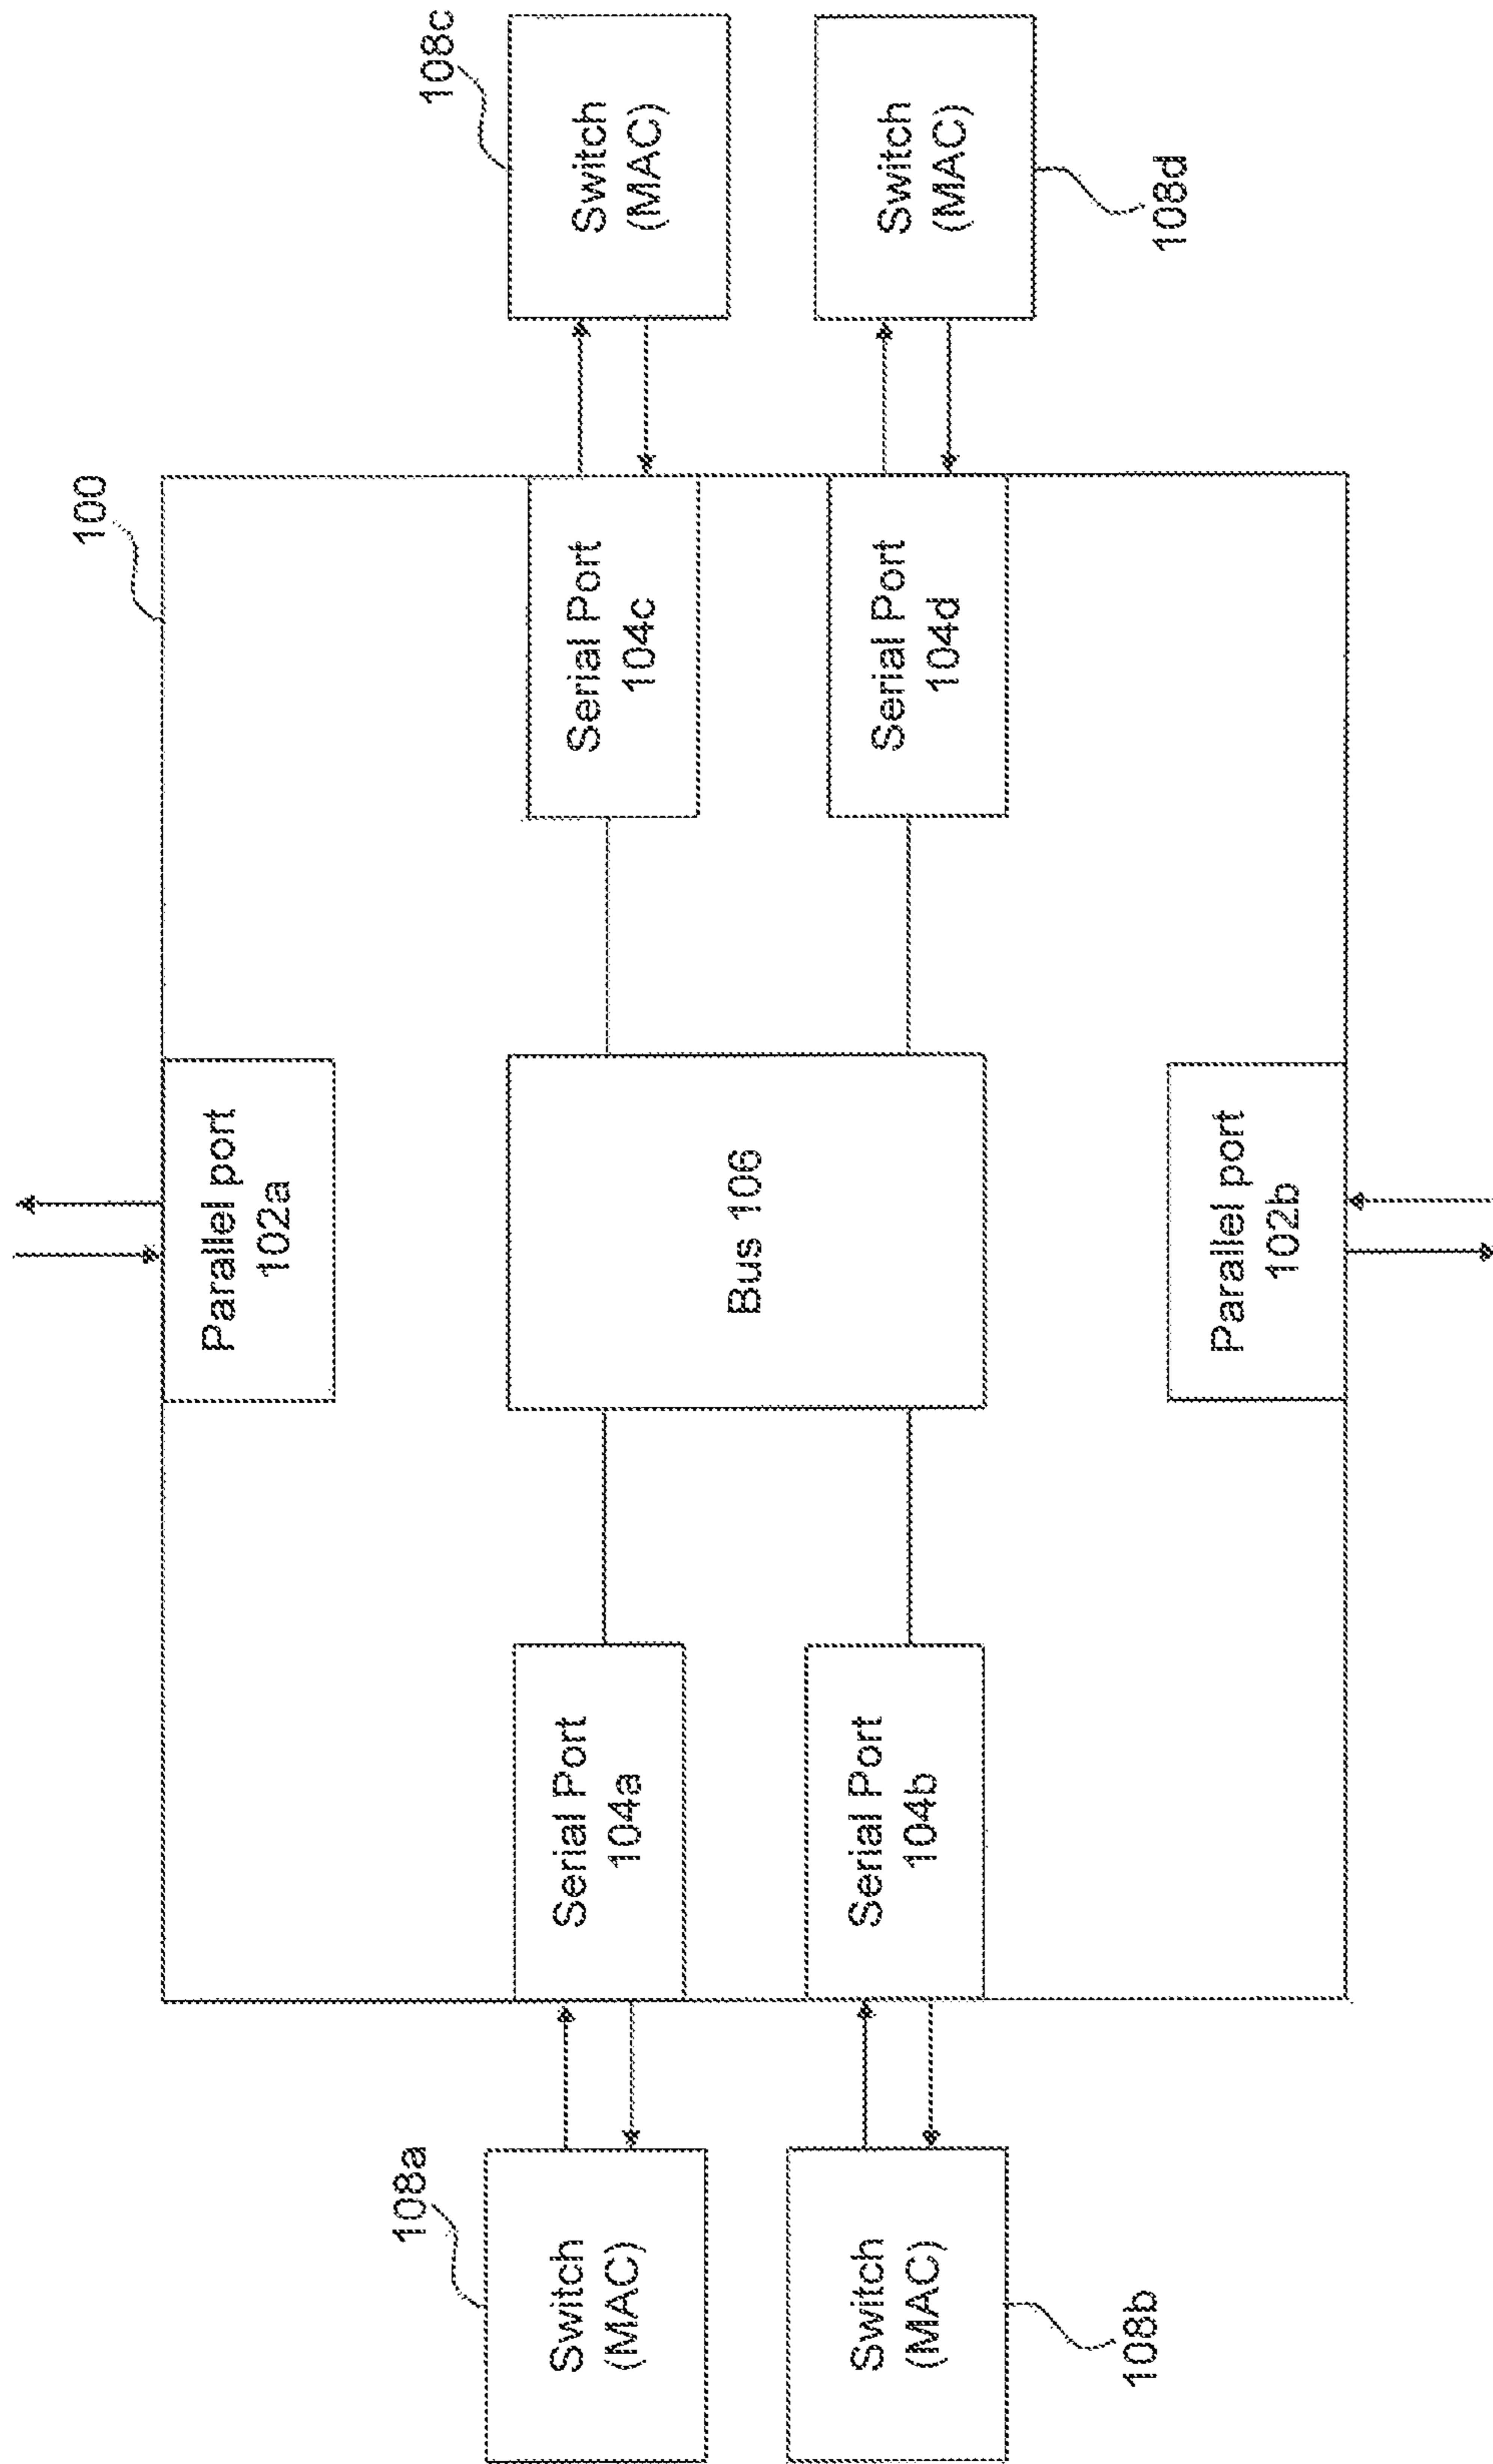 100
Parallel port
102a
108a
108c
Switch
(MAC)
Serial Port
104a
Bus 106
Serial Port
104c
Switch
(MAC)
Switch
(MAC)
Serial Port
104b
Serial Port
104d
Switch
(MAC)
108b
108d
Parallel port
102b